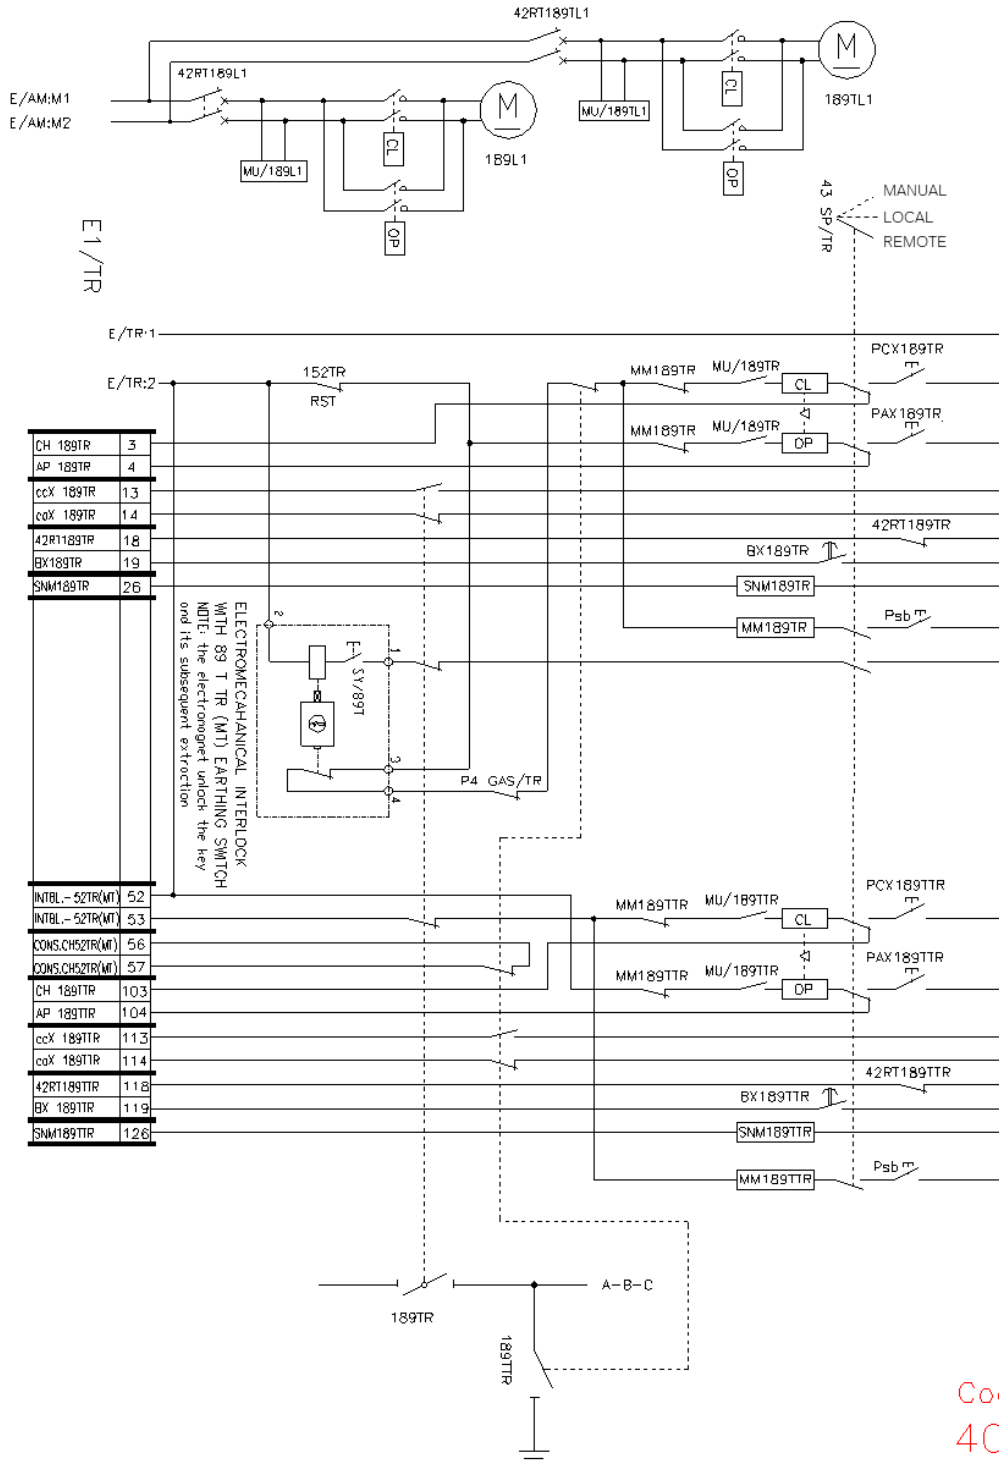 42RT189TL1
42RT189L1
E/AM:M1
E/AM:M2
M
189TL1
CL
MU/189TL1
OP
M
189L1
CL
MU/189L1
OP
43 SP/TR
MANUAL
LOCAL
REMOTE
E1/TR
E/TR:1
E/TR:2
152TR
RST
MM189TR
MU/189TR
CL
PCX189TR
MM189TR
MU/189TR
OP
PAX189TR
CH 189TR 3
AP 189TR 4
ccX 189TR 13
caX 189TR 14
42RT189TR 18
BX189TR 19
SNM189TR 26
42RT189TR
BX189TR
SNM189TR
MM189TR
Psb
2
1
SY/89T
3
4
ELECTROMECAHANICAL INTERLOCK
WITH 89 T TR (MT) EARTHING SWITCH
NOTE: the electromagnet unlock the key
and its subsequent extraction
P4 GAS/TR
INTBL.-52TR(MT) 52
INTBL.-52TR(MT) 53
CONS.CH52TR(MT) 56
CONS.CH52TR(MT) 57
CH 189TTR 103
AP 189TTR 104
ccX 189TTR 113
caX 189TTR 114
42RT189TTR 118
BX 189TTR 119
SNM189TTR 126
MM189TTR
MU/189TTR
CL
PCX189TTR
MM189TTR
MU/189TTR
OP
PAX189TTR
42RT189TTR
BX189TTR
SNM189TTR
MM189TTR
Psb
A-B-C
189TR
189TTR